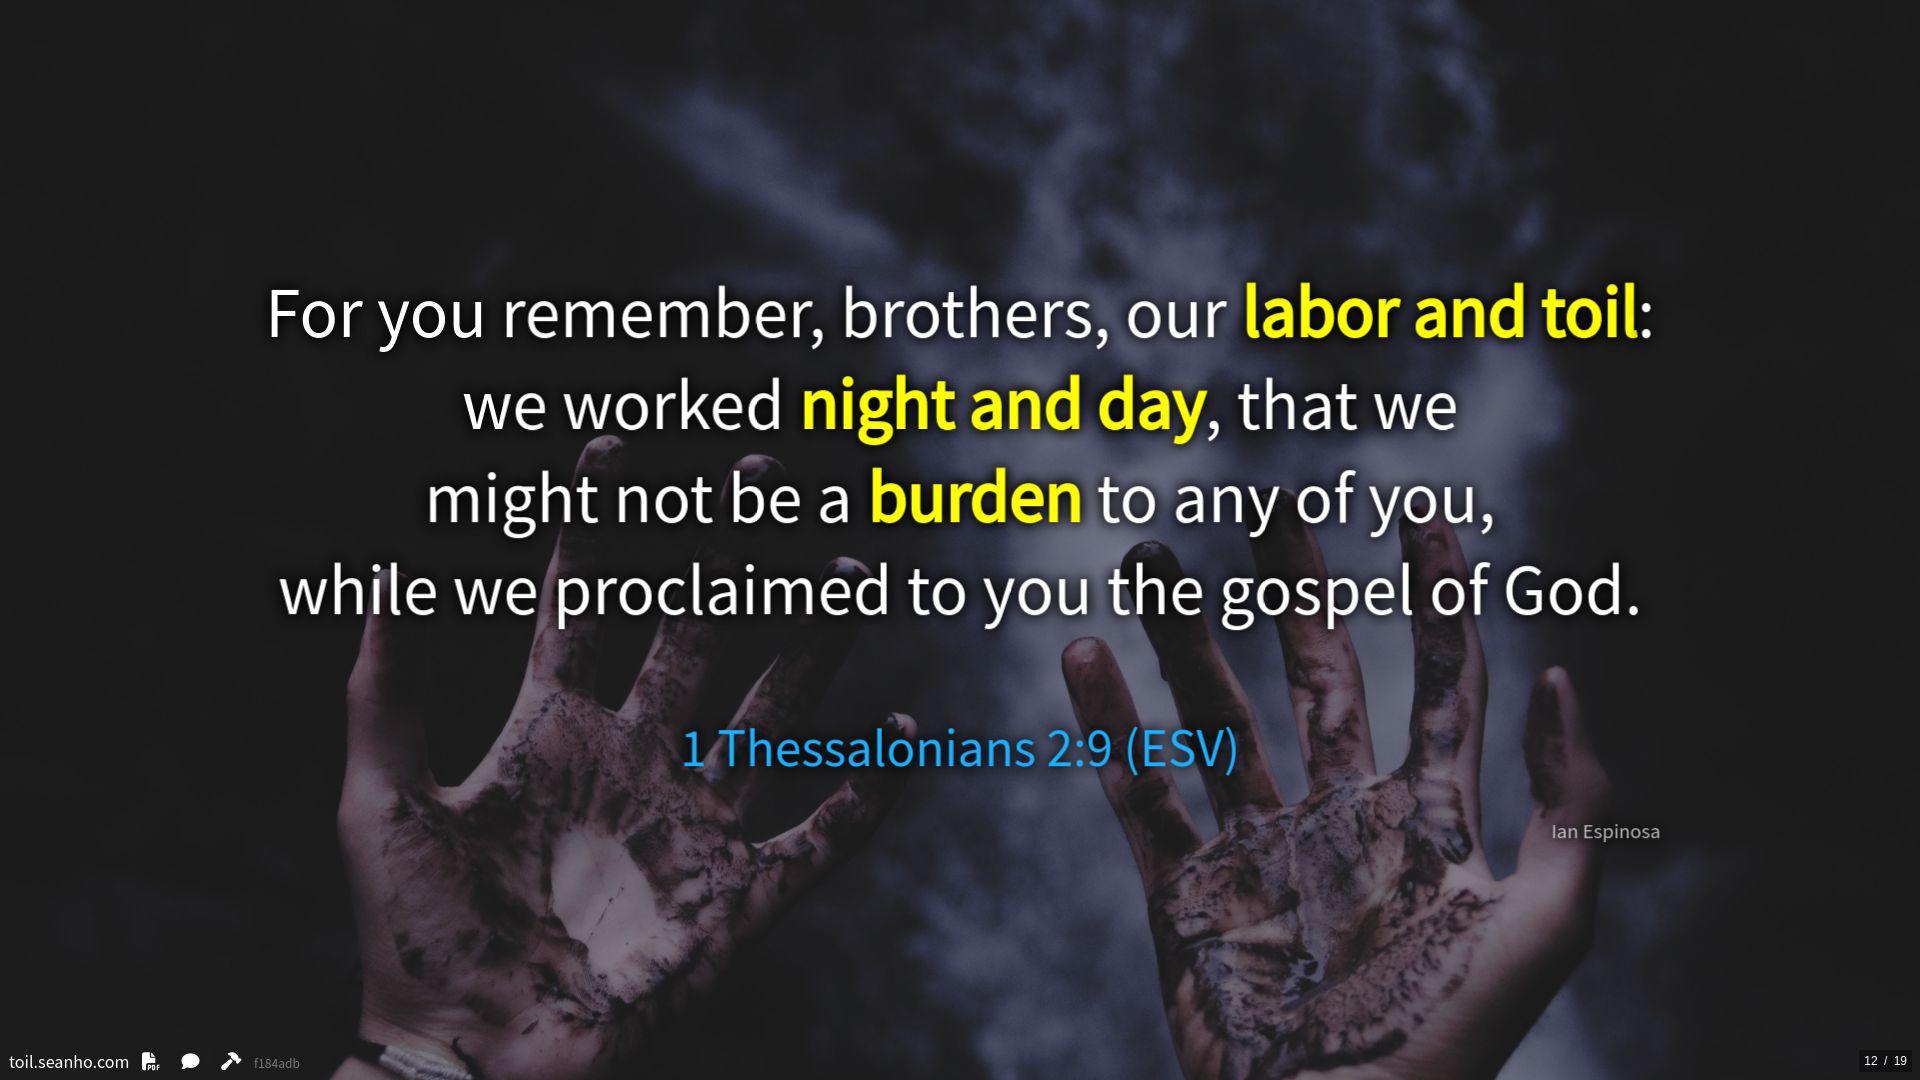 For you remember, brothers, our labor and toil:
we worked night and day, that we
might not be a burden to any of you,
while we proclaimed to you the gospel of God.
1 Thessalonians 2:9 (ESV)
Ian Espinosa
toil.seanho.com PDF f184adb
12 / 19